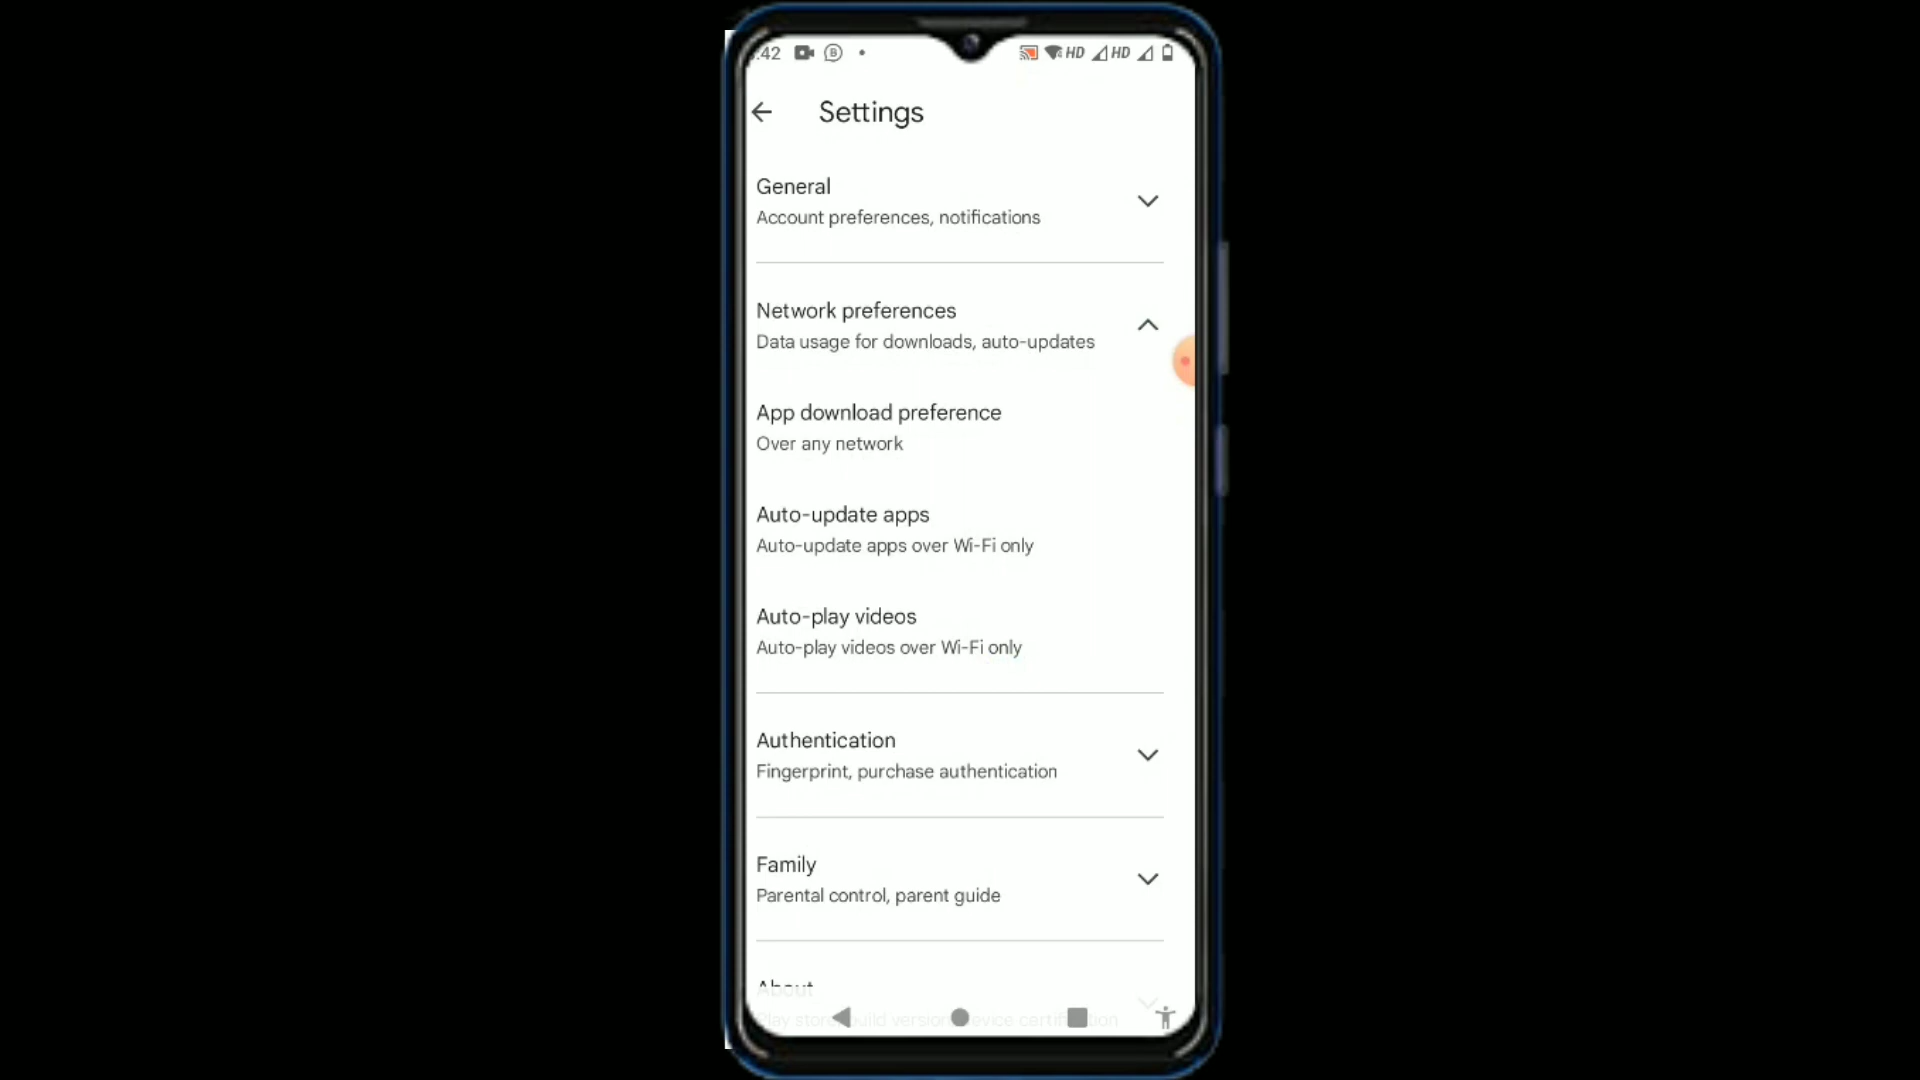 :42 HD HD
Settings
General
Account preferences, notifications
Network preferences
Data usage for downloads, auto-updates
App download preference
Over any network
Auto-update apps
Auto-update apps over Wi-Fi only
Auto-play videos
Auto-play videos over Wi-Fi only
Authentication
Fingerprint, purchase authentication
Family
Parental control, parent guide
About